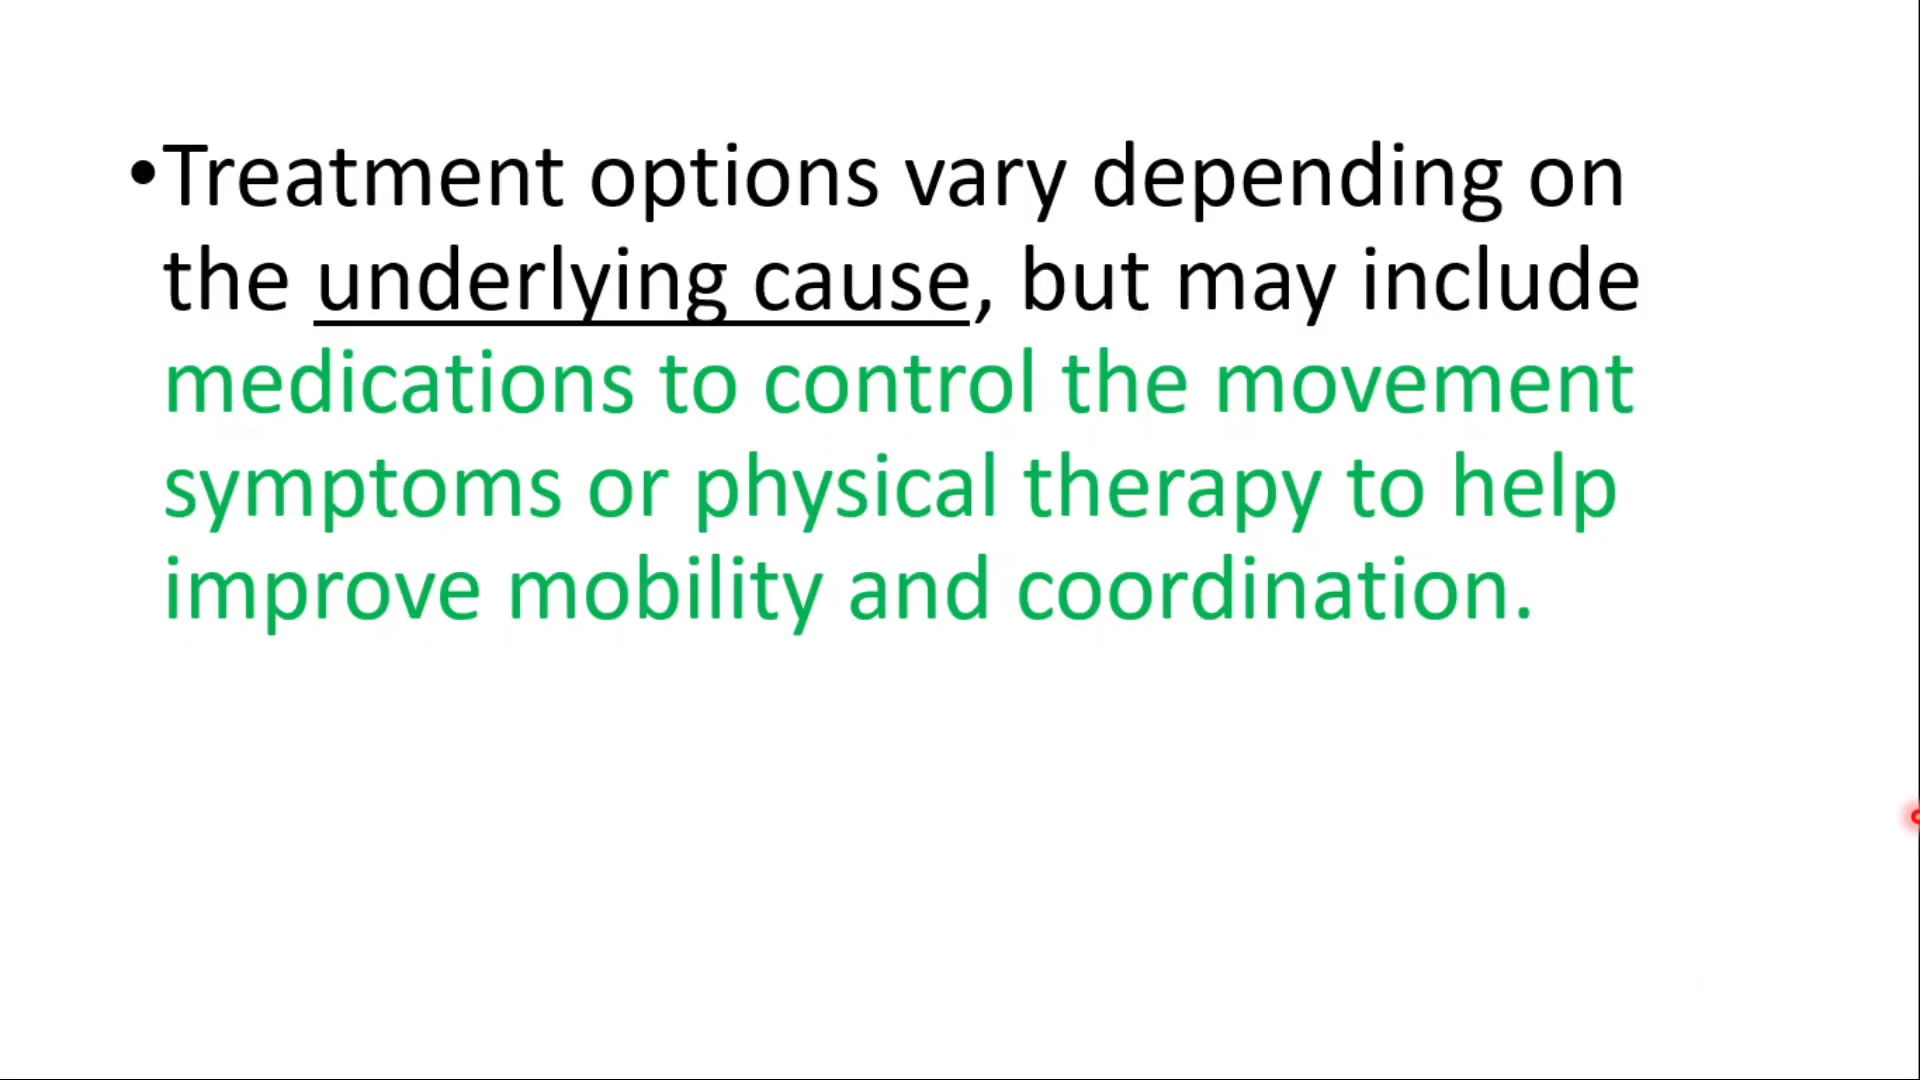 •Treatment options vary depending on
the underlying cause, but may include
medications to control the movement
symptoms or physical therapy to help
improve mobility and coordination.